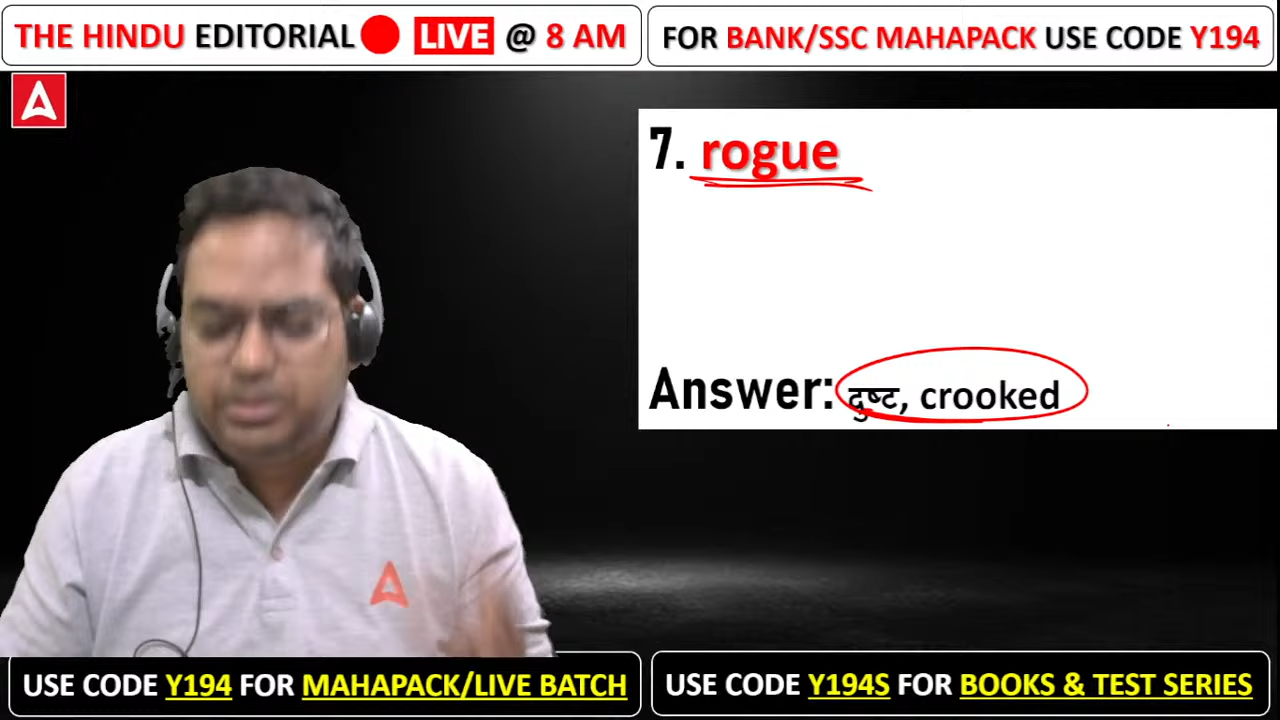 THE HINDU EDITORIAL LIVE @ 8 AM
FOR BANK/SSC MAHAPACK USE CODE Y194
7. rogue
Answer: दुष्ट, crooked
USE CODE Y194 FOR MAHAPACK/LIVE BATCH
USE CODE Y194S FOR BOOKS & TEST SERIES